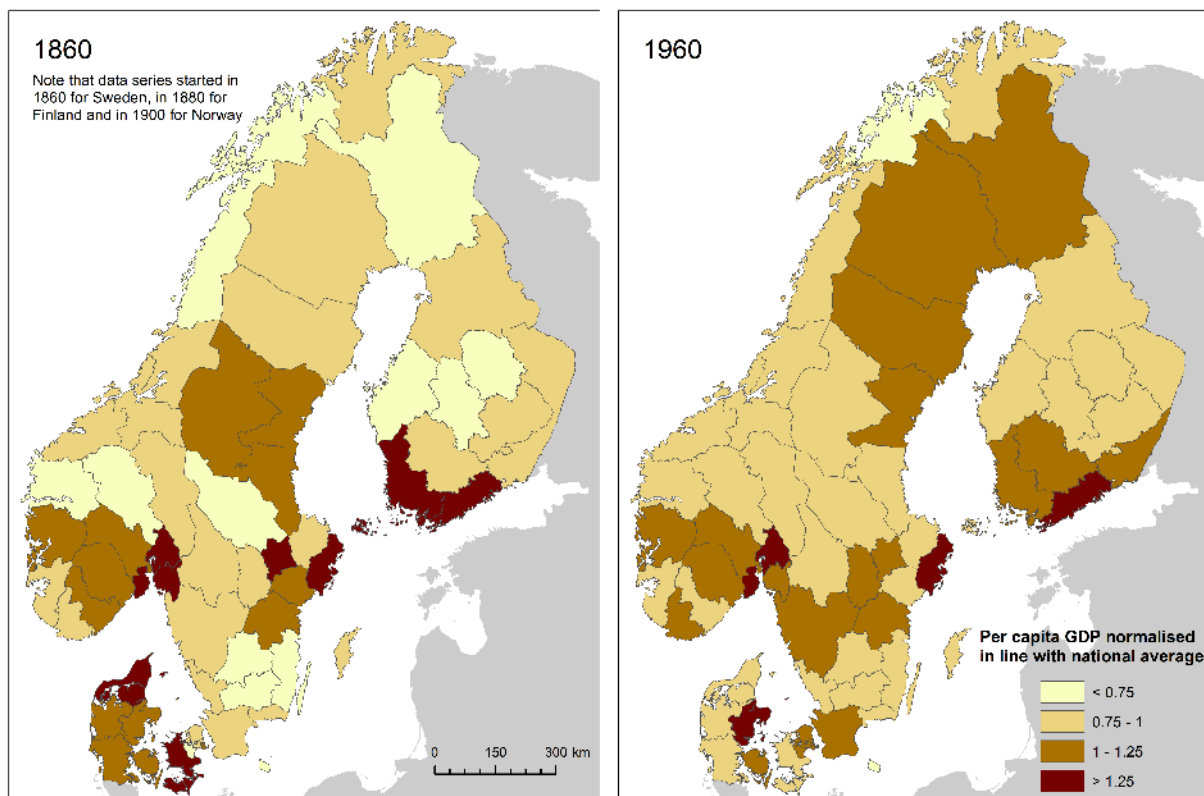 1860
Note that data series started in
1860 for Sweden, in 1880 for
Finland and in 1900 for Norway
0 150 300 km
1960
Per capita GDP normalised
in line with national average
< 0.75
0.75 - 1
1 - 1.25
> 1.25